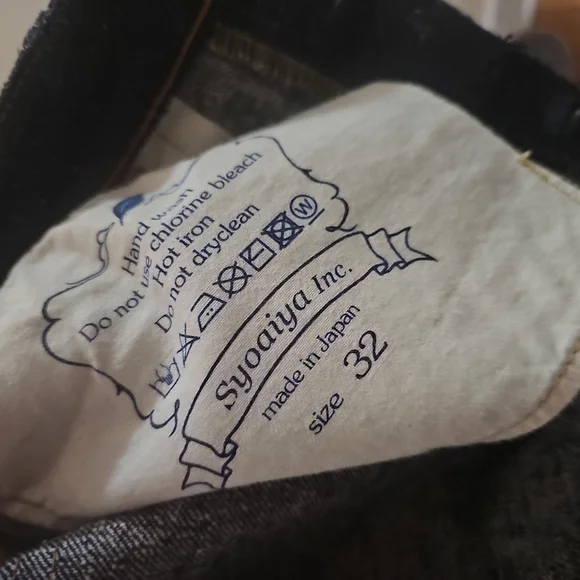 Hand wash
Do not use chlorine bleach
Hot iron
Do not dryclean
W
Syoaiya Inc.
made in Japan
size 32